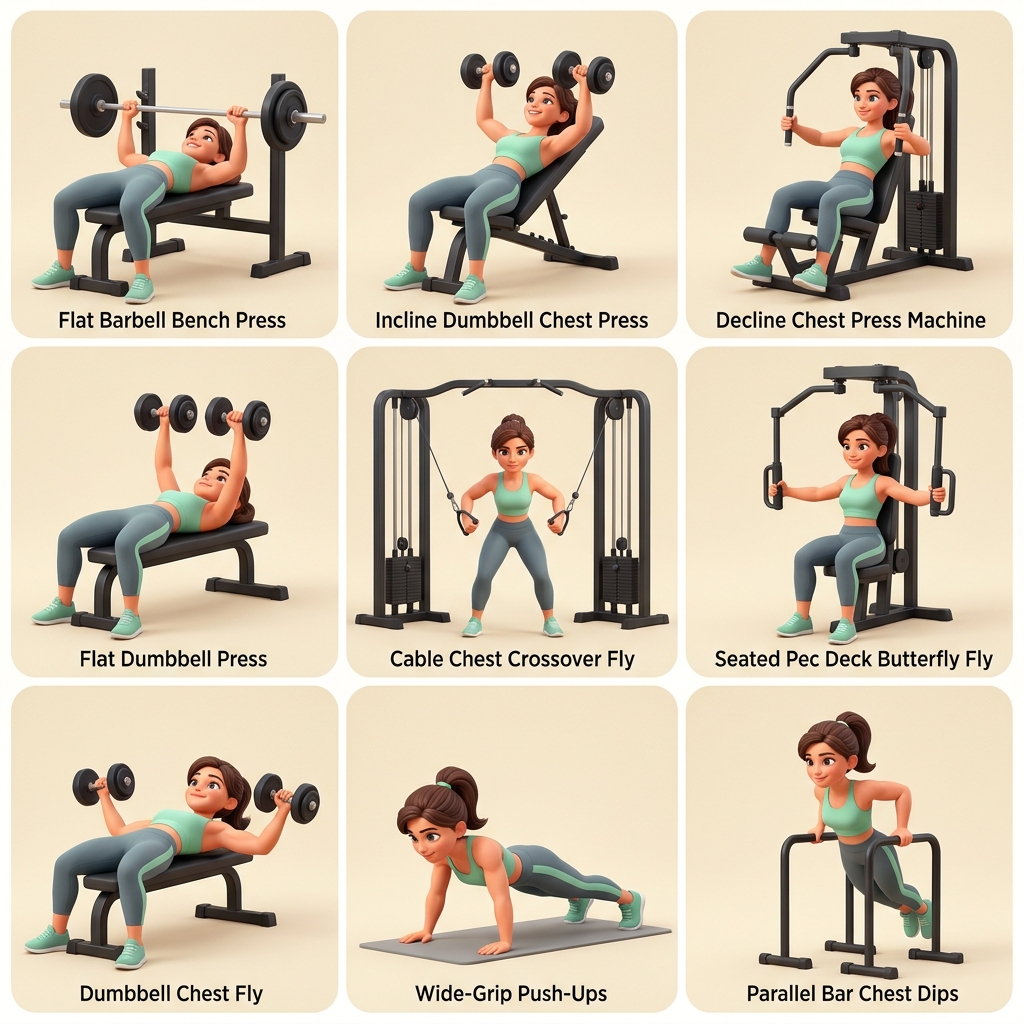 Flat Barbell Bench Press
Incline Dumbbell Chest Press
Decline Chest Press Machine
Flat Dumbbell Press
Cable Chest Crossover Fly
Seated Pec Deck Butterfly Fly
Dumbbell Chest Fly
Wide-Grip Push-Ups
Parallel Bar Chest Dips